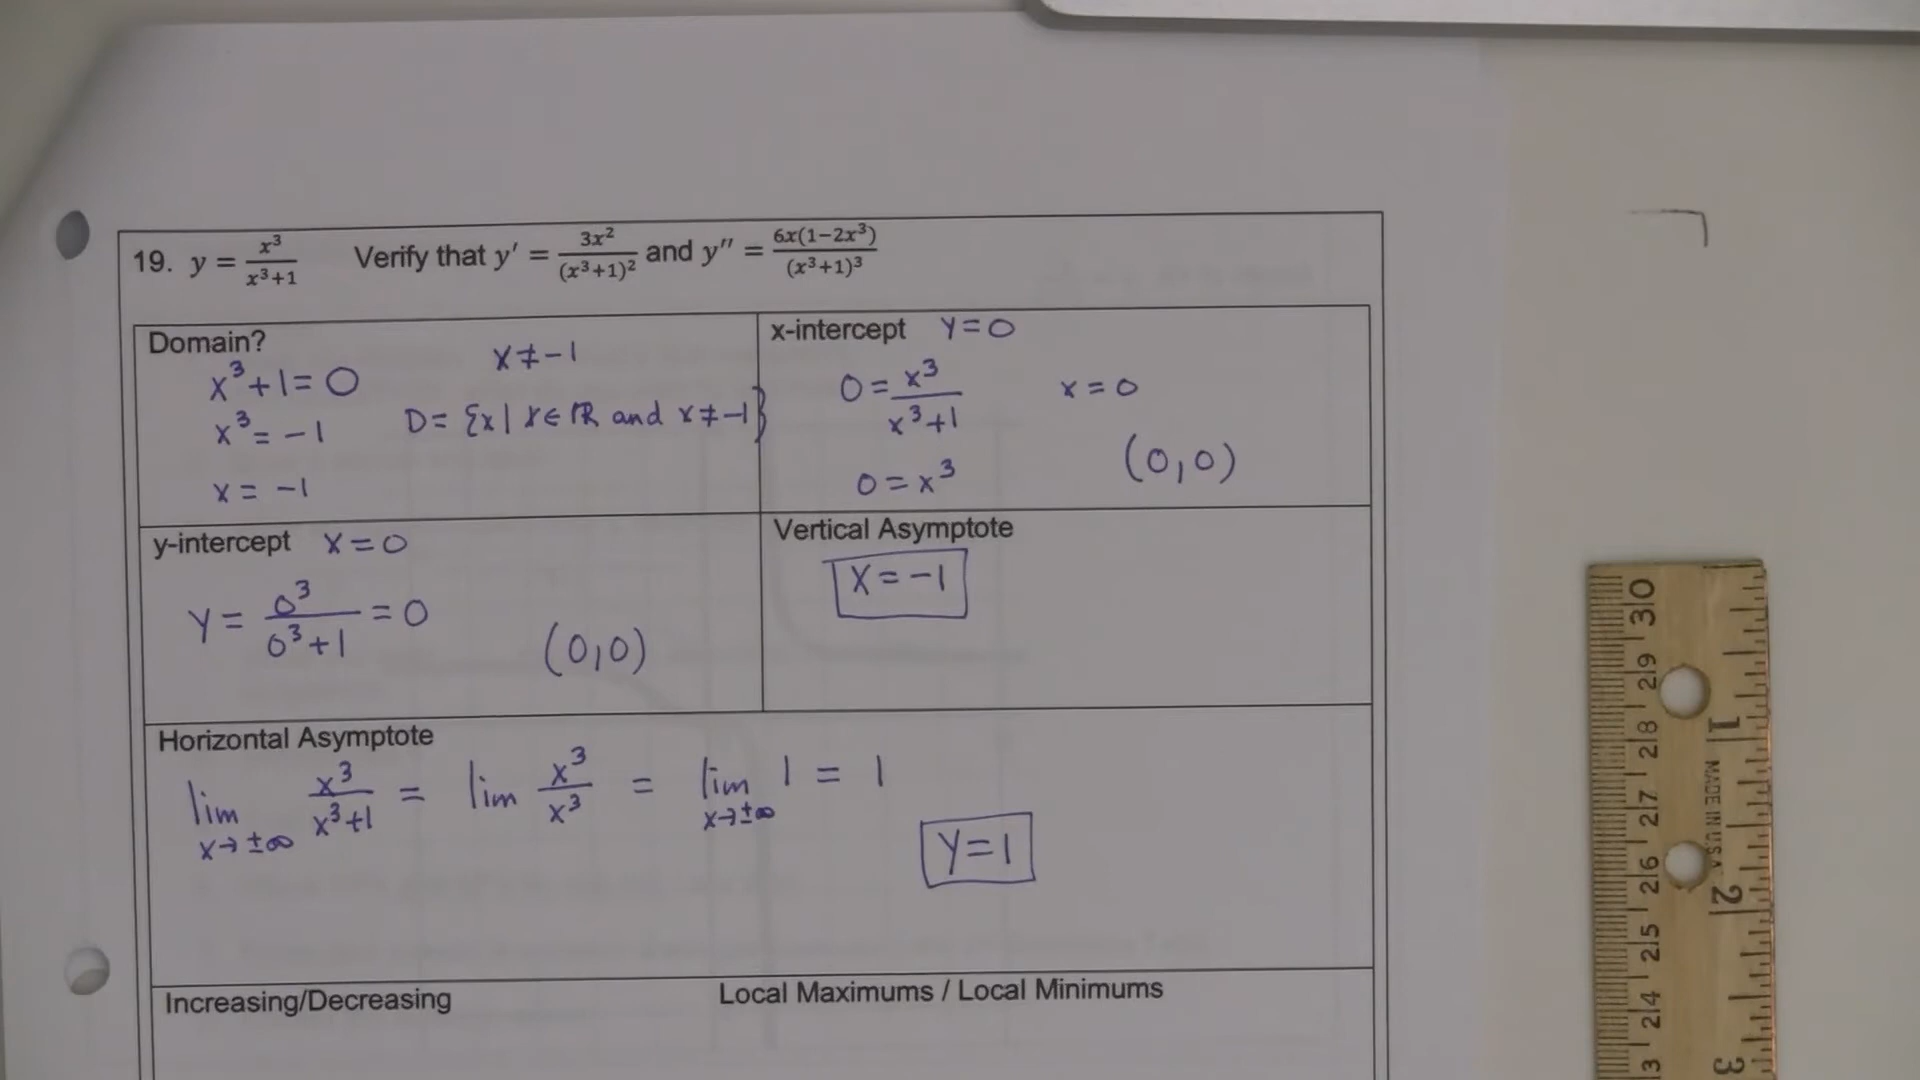 19. y = x³/(x³+1) Verify that y′ = 3x²/(x³+1)² and y″ = 6x(1−2x³)/(x³+1)³
Domain?
x ≠ −1
x³+1 = 0
x³ = −1
D = {x | x ∈ ℝ and x ≠ −1}
x = −1
x-intercept y = 0
0 = x³/(x³+1)
x = 0
0 = x³
(0,0)
y-intercept x = 0
y = 0³/(0³+1) = 0
(0,0)
Vertical Asymptote
x = −1
Horizontal Asymptote
lim x→±∞ x³/(x³+1) = lim x³/x³ = lim x→±∞ 1 = 1
y = 1
Increasing/Decreasing
Local Maximums / Local Minimums
30
29
28
27
26
25
24
3
1
MADE IN U.S.A.
2
3